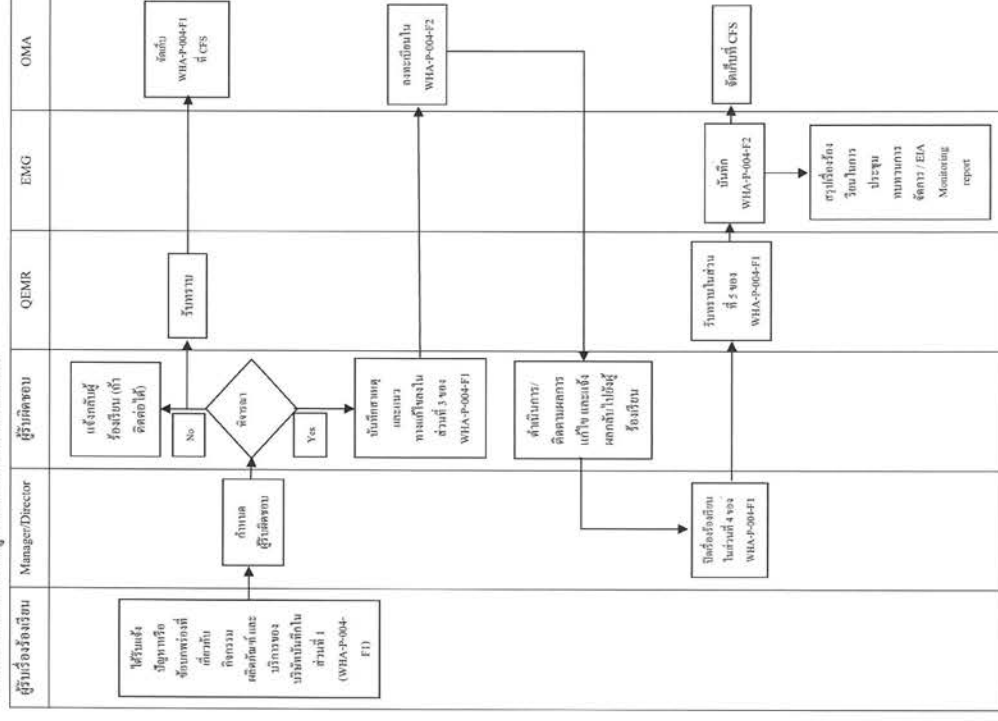 ผู้รับเรื่องร้องเรียน
Manager/Director
ผู้รับผิดชอบ
QEMR
EMG
OMA
ได้รับแจ้ง
ปัญหาหรือ
ข้อบกพร่องที่
เกี่ยวกับ
กิจกรรม
ผลิตภัณฑ์ และ
บริการของ
บริษัทบันทึกใน
ส่วนที่ 1
(WHA-P-004-
F1)
กำหนด
ผู้รับผิดชอบ
แจ้งกลับผู้
ร้องเรียน (ถ้า
ติดต่อได้)
No
พิจารณา
Yes
รับทราบ
จัดเก็บ
WHA-P-004-F1
ที่ CFS
บันทึกสาเหตุ
และแนว
ทางแก้ไขลงใน
ส่วนที่ 3 ของ
WHA-P-004-F1
ลงทะเบียนใน
WHA-P-004-F2
ดำเนินการ/
ติดตามผลการ
แก้ไข และแจ้ง
ผลกลับไปยังผู้
ร้องเรียน
ปิดเรื่องร้องเรียน
ในส่วนที่ 4 ของ
WHA-P-004-F1
รับทราบในส่วน
ที่ 5 ของ
WHA-P-004-F1
บันทึก
WHA-P-004-F2
จัดเก็บที่ CFS
สรุปเรื่องร้อง
เรียนในการ
ประชุม
ทบทวนการ
จัดการ / EIA
Monitoring
report